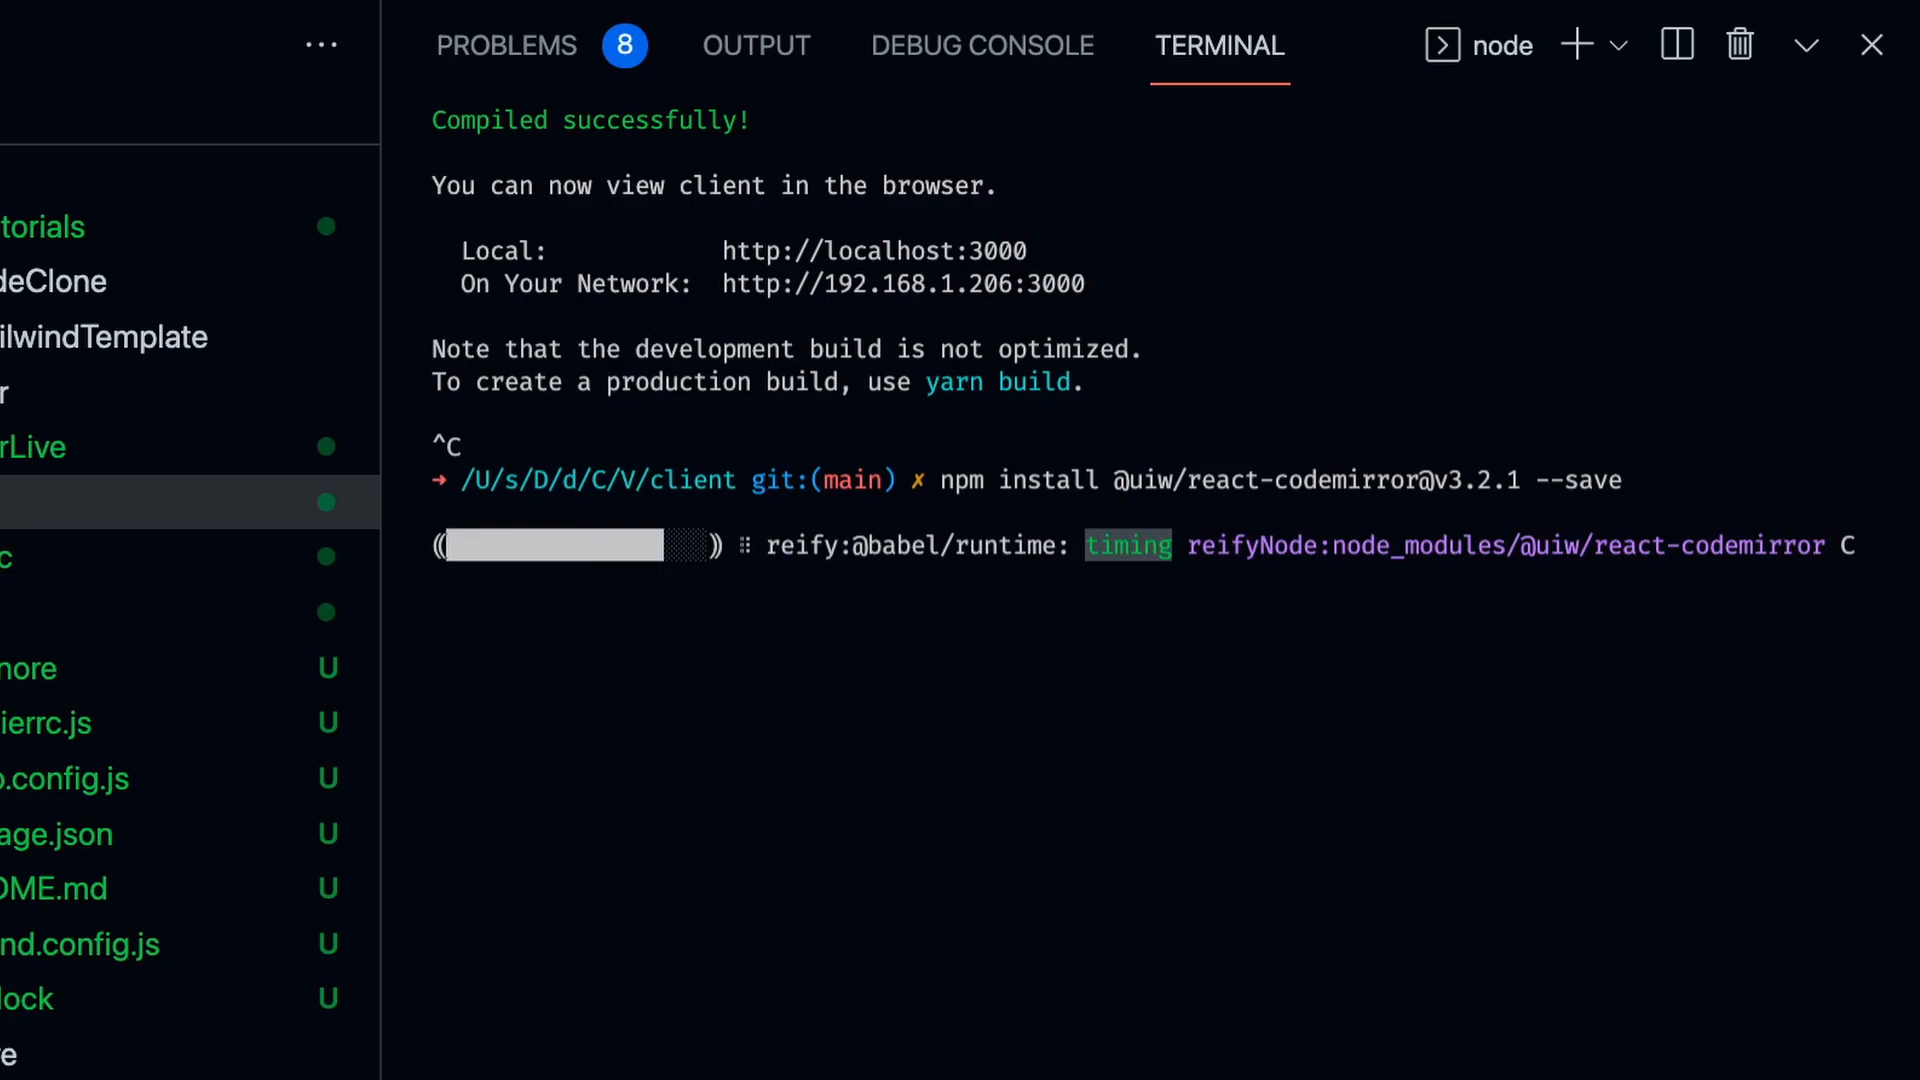 PROBLEMS 8 OUTPUT DEBUG CONSOLE TERMINAL node
Compiled successfully!
You can now view client in the browser.
Local: http://localhost:3000
On Your Network: http://192.168.1.206:3000
Note that the development build is not optimized.
To create a production build, use yarn build.
^C
➜ /U/s/D/d/C/V/client git:(main) ✗ npm install @uiw/react-codemirror@v3.2.1 --save
(( )) ⠿ reify:@babel/runtime: timing reifyNode:node_modules/@uiw/react-codemirror C
torials
deClone
ilwindTemplate
r
rLive
c
nore U
ierrc.js U
o.config.js U
age.json U
OME.md U
nd.config.js U
lock U
re